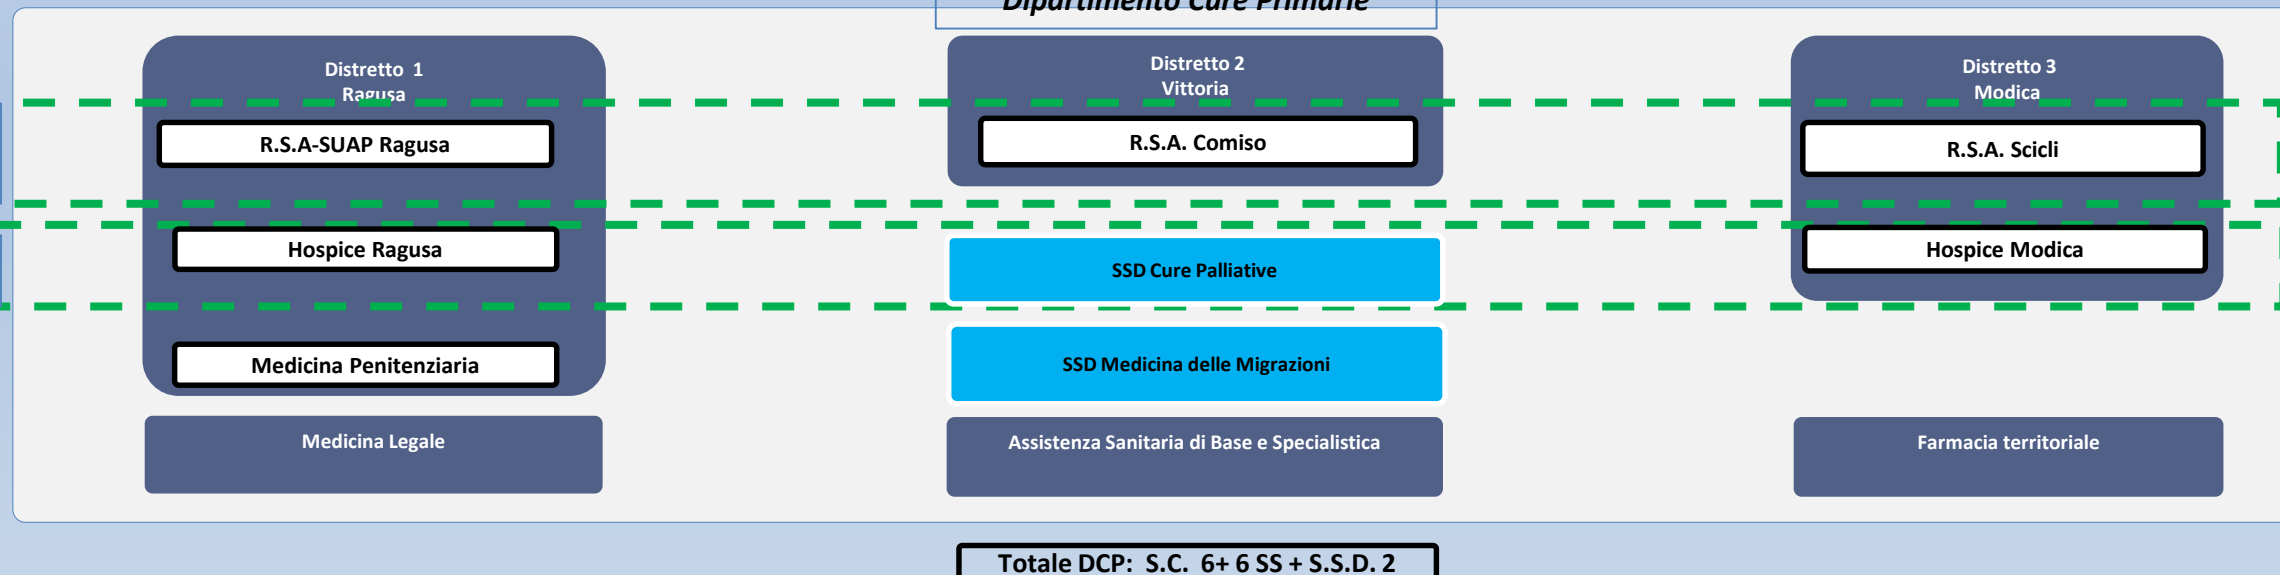 Dipartimento Cure Primarie
Distretto 1
Ragusa
R.S.A-SUAP Ragusa
Hospice Ragusa
Medicina Penitenziaria
Medicina Legale
Distretto 2
Vittoria
R.S.A. Comiso
SSD Cure Palliative
SSD Medicina delle Migrazioni
Assistenza Sanitaria di Base e Specialistica
Distretto 3
Modica
R.S.A. Scicli
Hospice Modica
Farmacia territoriale
Totale DCP: S.C. 6+ 6 SS + S.S.D. 2